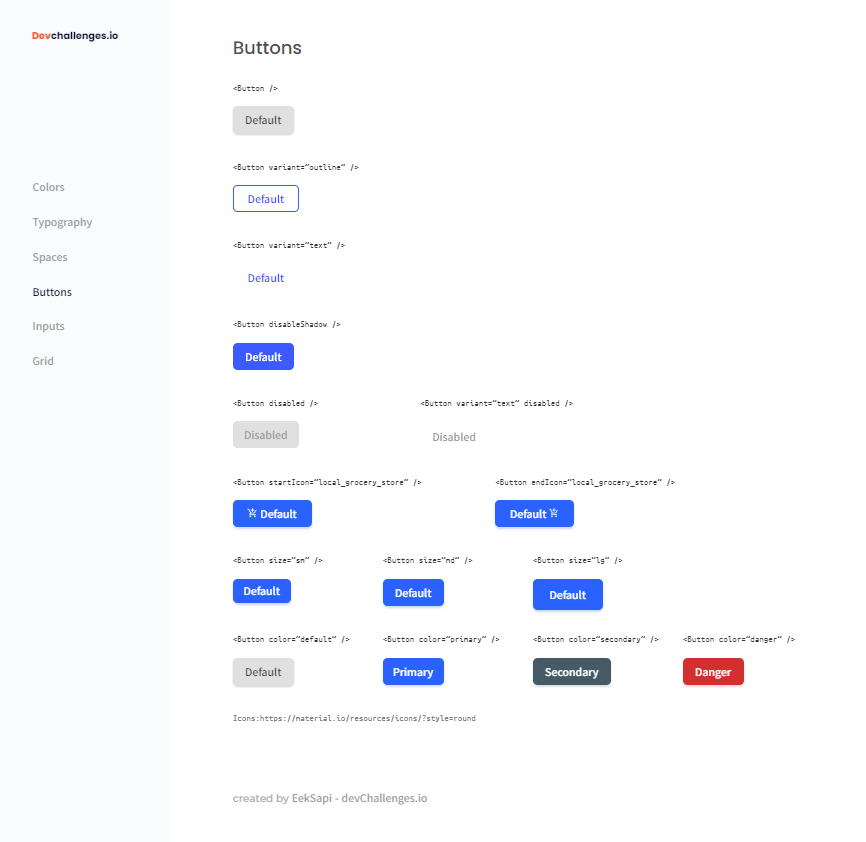 Devchallenges.io
Colors
Typography
Spaces
Buttons
Inputs
Grid
Buttons
<Button />
Default
<Button variant="outline" />
Default
<Button variant="text" />
Default
<Button disableShadow />
Default
<Button disabled />
<Button variant="text" disabled />
Disabled
Disabled
<Button startIcon="local_grocery_store" />
<Button endIcon="local_grocery_store" />
Default
Default
<Button size="sm" />
<Button size="md" />
<Button size="lg" />
Default
Default
Default
<Button color="default" />
<Button color="primary" />
<Button color="secondary" />
<Button color="danger" />
Default
Primary
Secondary
Danger
Icons:https://material.io/resources/icons/?style=round
created by EekSapi - devChallenges.io